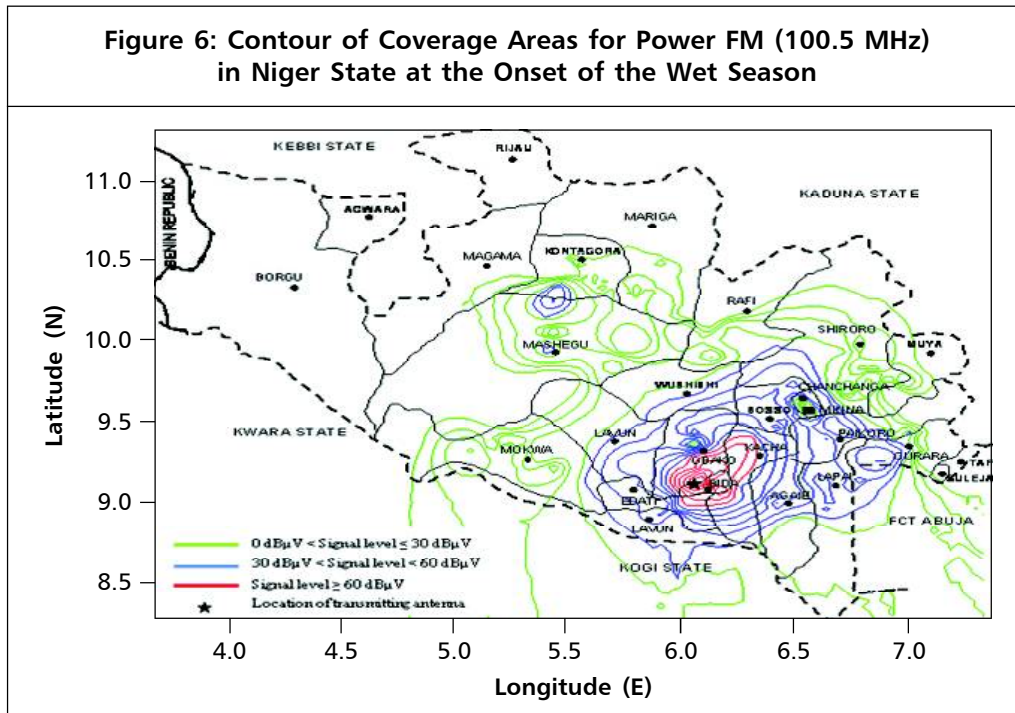 Figure 6: Contour of Coverage Areas for Power FM (100.5 MHz)
in Niger State at the Onset of the Wet Season
Latitude (N)
11.0
10.5
10.0
9.5
9.0
8.5
KEBBI STATE
RIJAU
KADUNA STATE
BENIN REPUBLIC
AGWARA
MARIGA
KONTAGORA
MAGAMA
BORGU
RAFI
SHIRORO
MASHEGU
MUYA
WUSHISHI
CHANCHANGA
BOSSO
MINNA
KWARA STATE
LAVUN
PAIKORO
MOKWA
KATCHA
GURARA
BIDA
LAPAI
AGAIE
LAVUN
FCT ABUJA
KOGI STATE
0 dBµV < Signal level ≤ 30 dBµV
30 dBµV < Signal level < 60 dBµV
Signal level ≥ 60 dBµV
★ Location of transmitting antenna
4.0 4.5 5.0 5.5 6.0 6.5 7.0
Longitude (E)